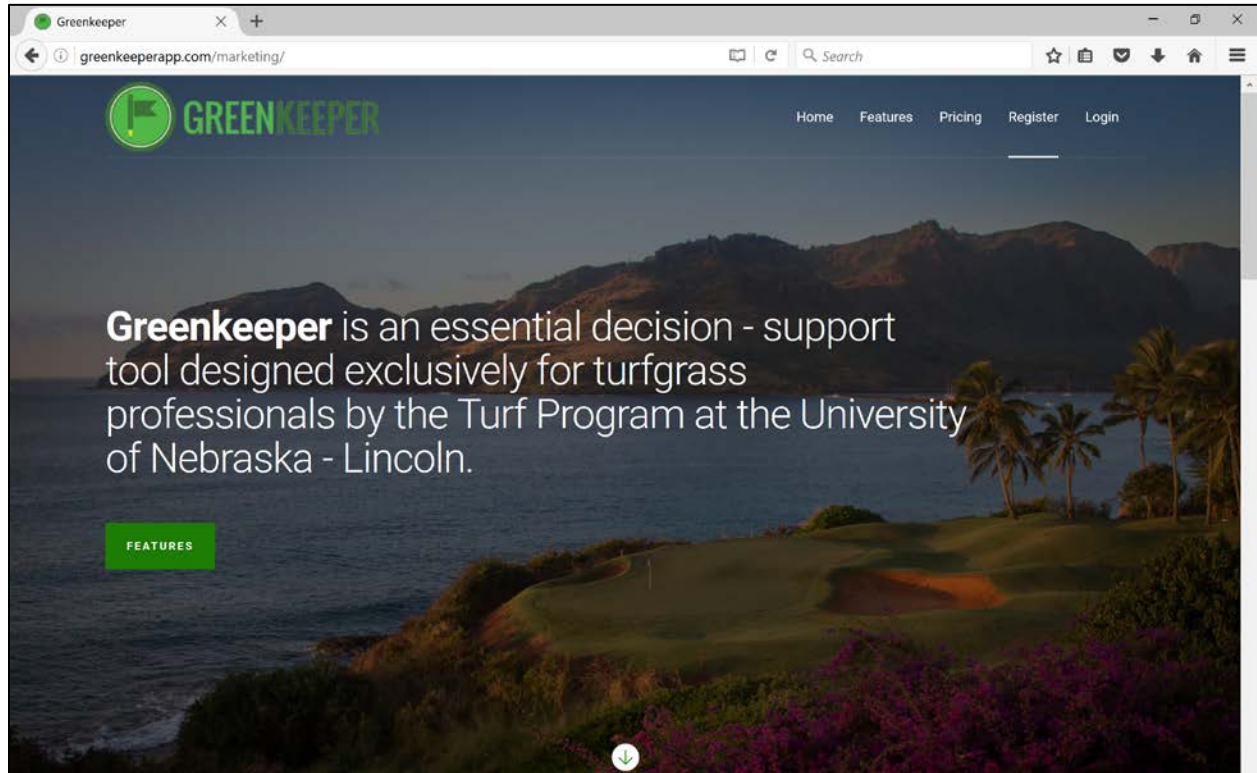 Greenkeeper
greenkeeperapp.com/marketing/
Search
GREENKEEPER
Home Features Pricing Register Login
Greenkeeper is an essential decision - support
tool designed exclusively for turfgrass
professionals by the Turf Program at the University
of Nebraska - Lincoln.
FEATURES